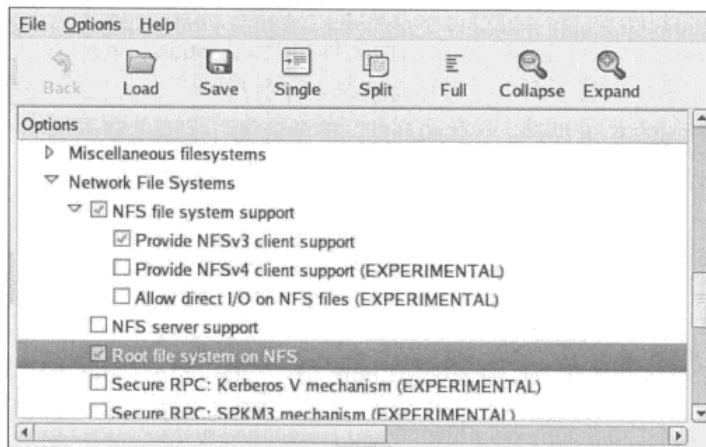 File Options Help
Back Load Save Single Split Full Collapse Expand
Options
Miscellaneous filesystems
Network File Systems
NFS file system support
Provide NFSv3 client support
Provide NFSv4 client support (EXPERIMENTAL)
Allow direct I/O on NFS files (EXPERIMENTAL)
NFS server support
Root file system on NFS
Secure RPC: Kerberos V mechanism (EXPERIMENTAL)
Secure RPC: SPKM3 mechanism (EXPERIMENTAL)